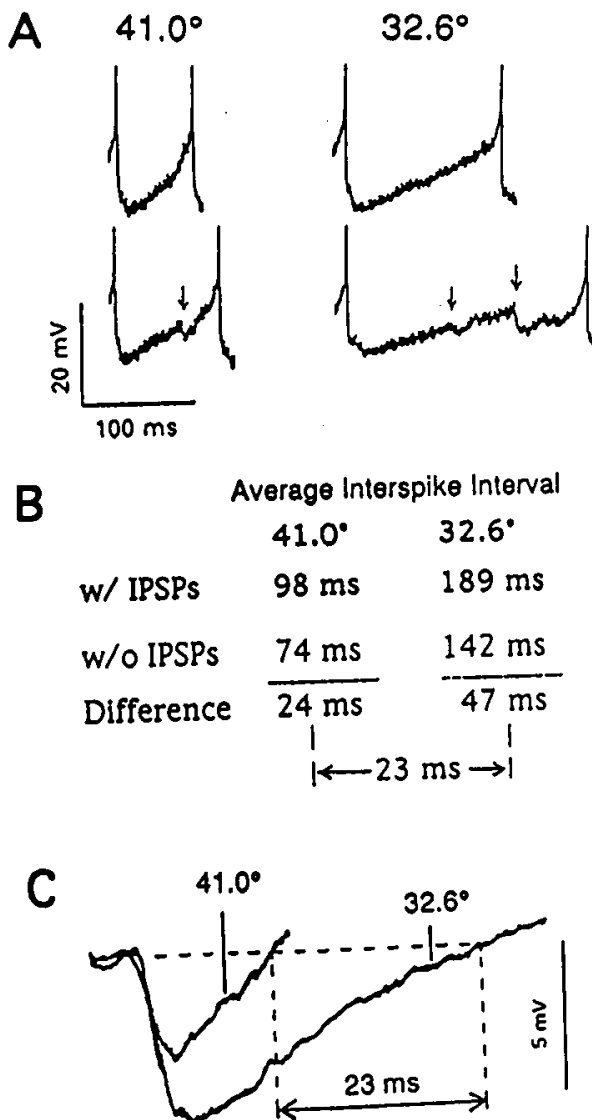 A
41.0° 32.6°
20 mV
100 ms
B
Average Interspike Interval
41.0° 32.6°
w/ IPSPs 98 ms 189 ms
w/o IPSPs 74 ms 142 ms
Difference 24 ms 47 ms
23 ms
C
41.0°
32.6°
5 mV
23 ms